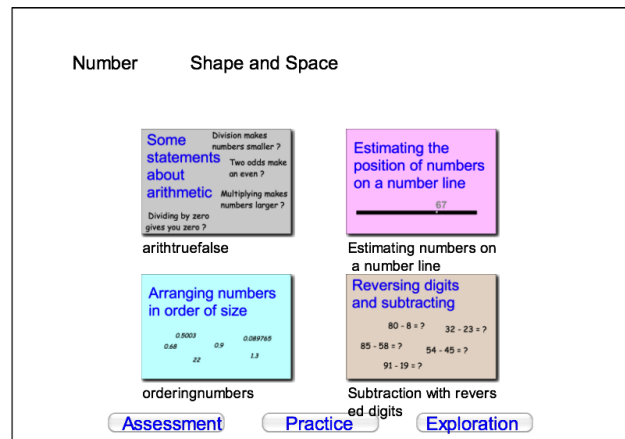 Number Shape and Space
Some
statements
about
arithmetic
Division makes
numbers smaller ?
Two odds make
an even ?
Multiplying makes
numbers larger ?
Dividing by zero
gives you zero ?
arithtruefalse
Estimating the
position of numbers
on a number line
67
Estimating numbers on
a number line
Arranging numbers
in order of size
0.5003
0.68
0.9
0.089765
22
1.3
orderingnumbers
Reversing digits
and subtracting
80 - 8 = ?
32 - 23 = ?
85 - 58 = ?
54 - 45 = ?
91 - 19 = ?
Subtraction with revers
ed digits
Assessment Practice Exploration